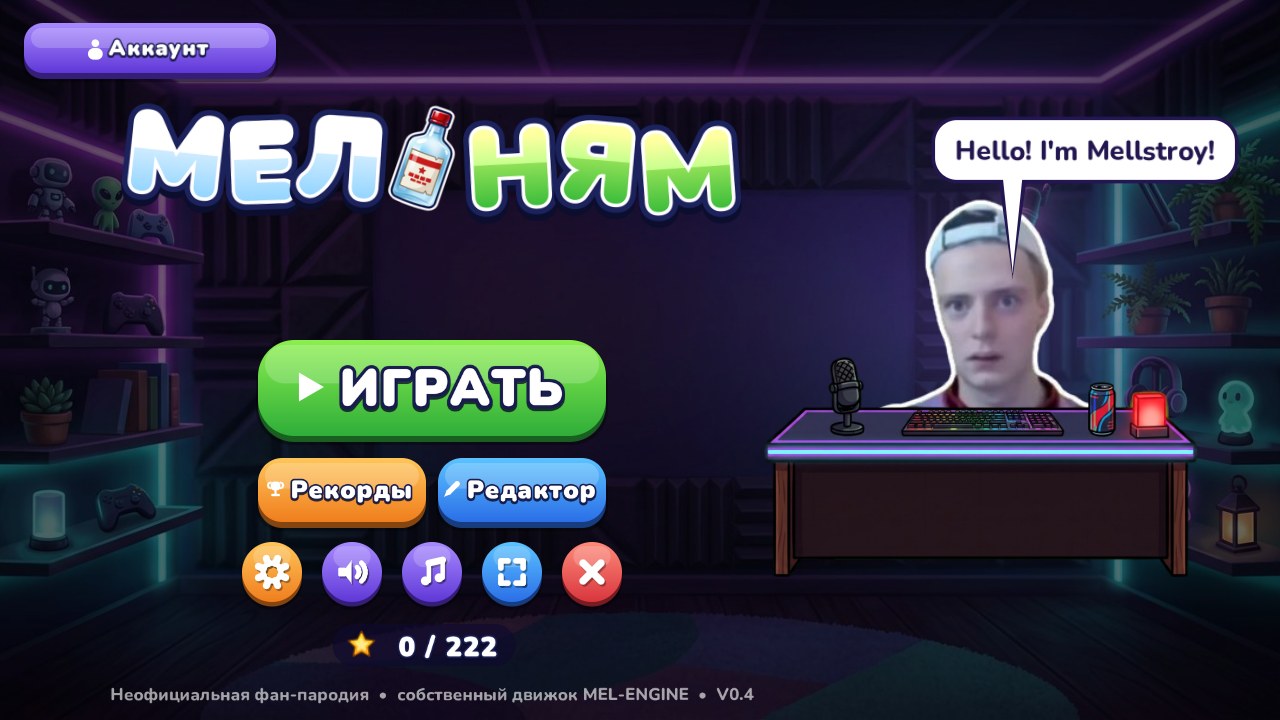 Аккаунт
МЕЛ НЯМ
Hello! I'm Mellstroy!
ИГРАТЬ
Рекорды
Редактор
0 / 222
Неофициальная фан-пародия • собственный движок MEL-ENGINE • V0.4